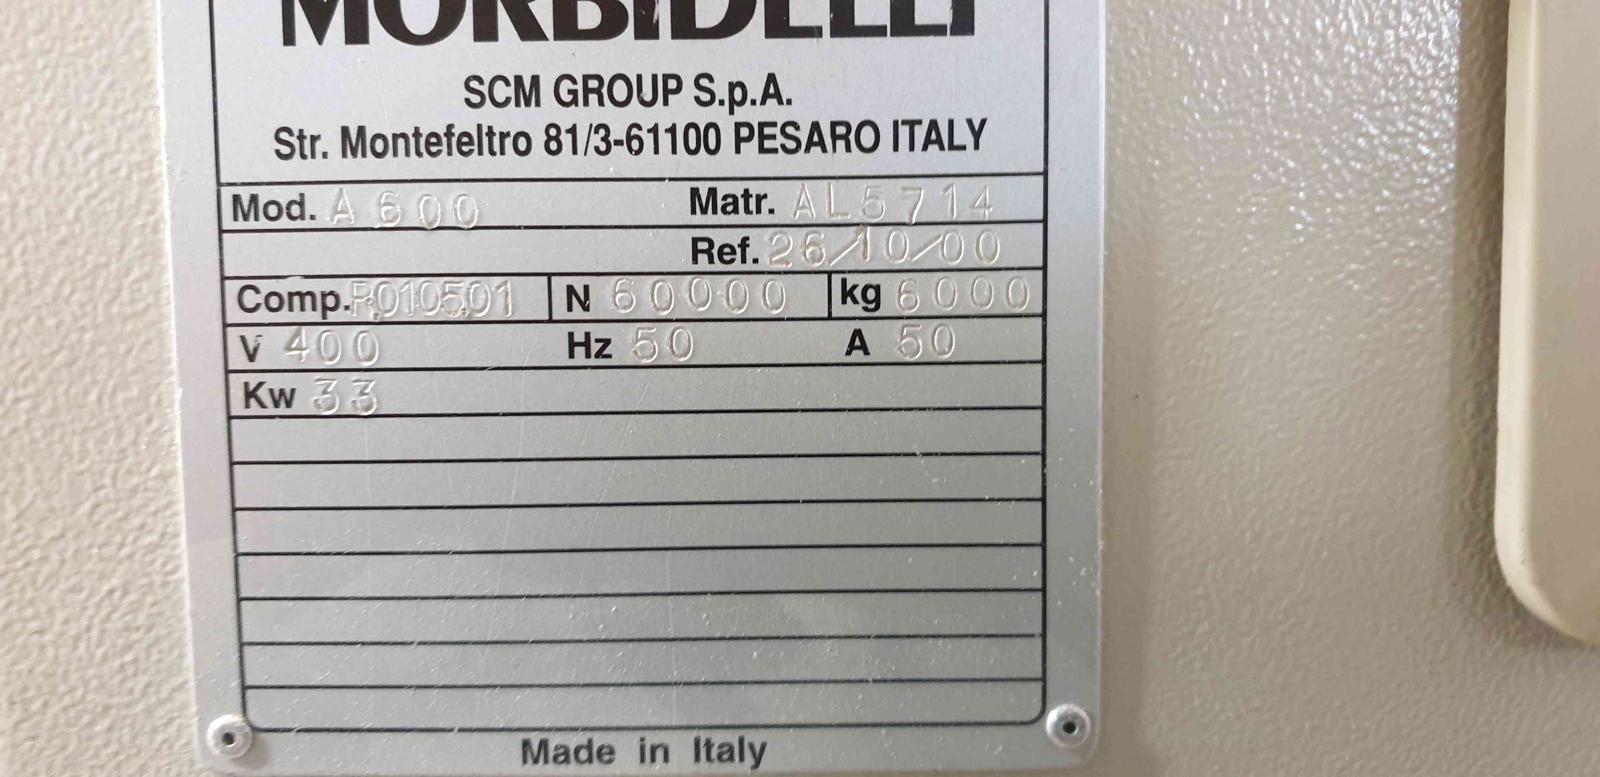 MORBIDELLI
SCM GROUP S.p.A.
Str. Montefeltro 81/3-61100 PESARO ITALY
Mod. A 600 Matr. AL5714
Ref. 26/10/00
Comp. R010501 N 60000 kg 6000
V 400 Hz 50 A 50
Kw 33
Made in Italy